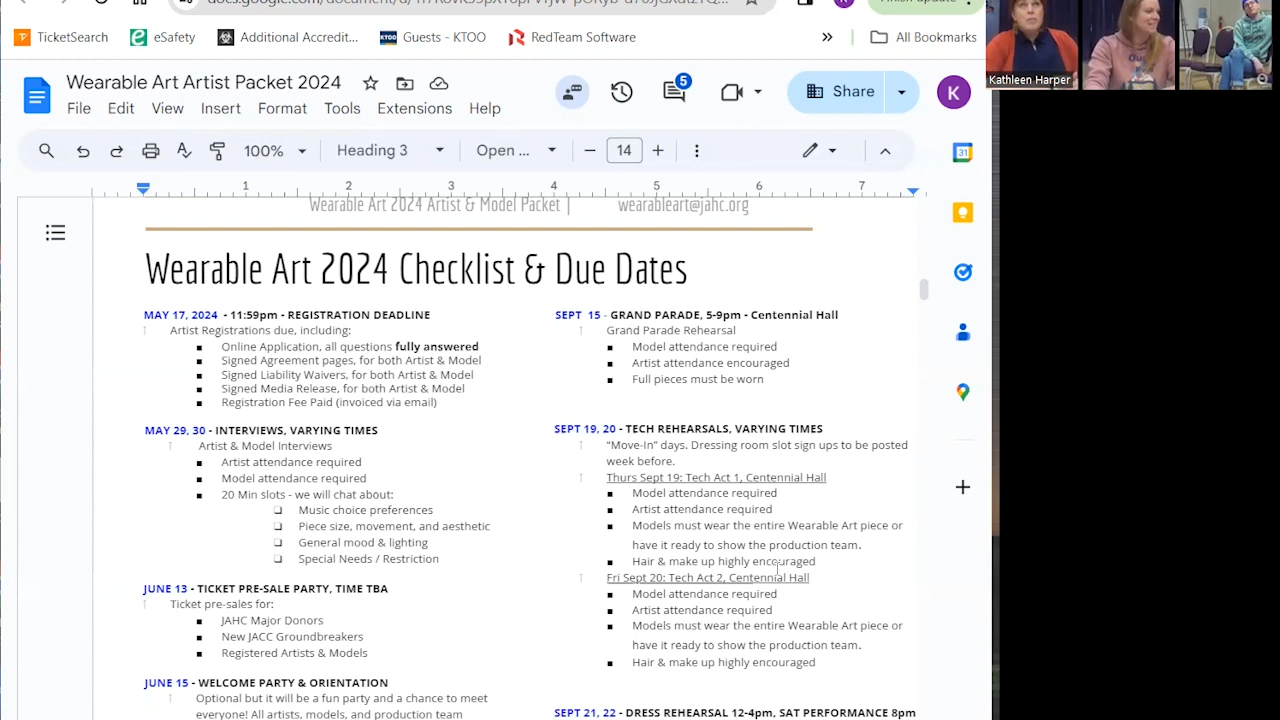 TicketSearch
eSafety
Additional Accredit...
KTOO
Guests - KTOO
RedTeam Software
»
All Bookmarks
Kathleen Harper
Wearable Art Artist Packet 2024
5
Share
K
File Edit View Insert Format Tools Extensions Help
100% Heading 3 Open ... 14
31
1 2 3 4 5 6 7
Wearable Art 2024 Artist & Model Packet | wearableart@jahc.org
Wearable Art 2024 Checklist & Due Dates
MAY 17, 2024 - 11:59pm - REGISTRATION DEADLINE
Artist Registrations due, including:
Online Application, all questions fully answered
Signed Agreement pages, for both Artist & Model
Signed Liability Waivers, for both Artist & Model
Signed Media Release, for both Artist & Model
Registration Fee Paid (invoiced via email)
MAY 29, 30 - INTERVIEWS, VARYING TIMES
Artist & Model Interviews
Artist attendance required
Model attendance required
20 Min slots - we will chat about:
Music choice preferences
Piece size, movement, and aesthetic
General mood & lighting
Special Needs / Restriction
JUNE 13 - TICKET PRE-SALE PARTY, TIME TBA
Ticket pre-sales for:
JAHC Major Donors
New JACC Groundbreakers
Registered Artists & Models
JUNE 15 - WELCOME PARTY & ORIENTATION
Optional but it will be a fun party and a chance to meet
everyone! All artists, models, and production team
SEPT 15 - GRAND PARADE, 5-9pm - Centennial Hall
Grand Parade Rehearsal
Model attendance required
Artist attendance encouraged
Full pieces must be worn
SEPT 19, 20 - TECH REHEARSALS, VARYING TIMES
“Move-In” days. Dressing room slot sign ups to be posted
week before.
Thurs Sept 19: Tech Act 1, Centennial Hall
Model attendance required
Artist attendance required
Models must wear the entire Wearable Art piece or
have it ready to show the production team.
Hair & make up highly encouraged
Fri Sept 20: Tech Act 2, Centennial Hall
Model attendance required
Artist attendance required
Models must wear the entire Wearable Art piece or
have it ready to show the production team.
Hair & make up highly encouraged
SEPT 21, 22 - DRESS REHEARSAL 12-4pm, SAT PERFORMANCE 8pm